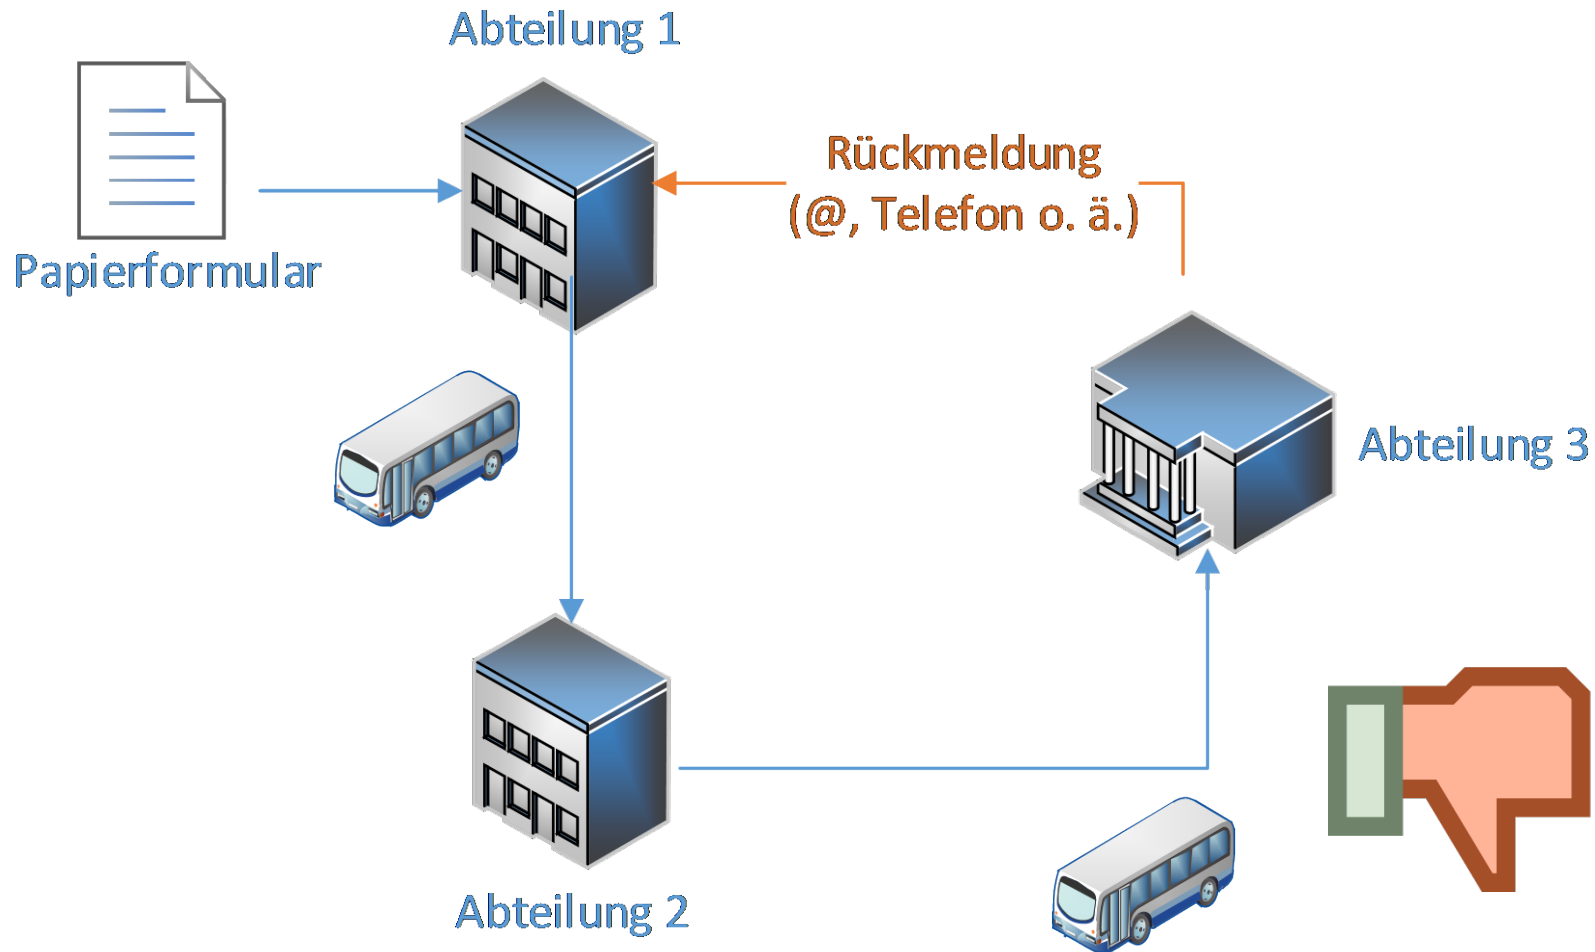 Abteilung 1
Rückmeldung
(@, Telefon o. ä.)
Papierformular
Abteilung 3
Abteilung 2